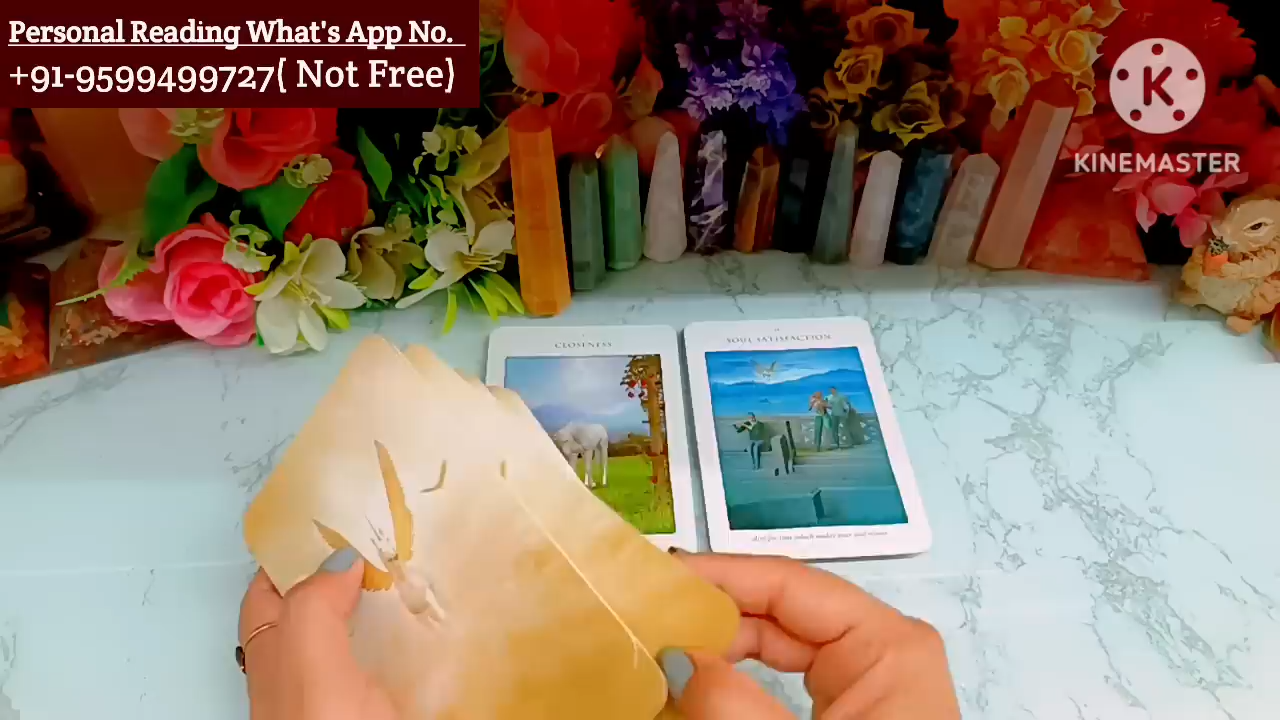 Personal Reading What's App No.
+91-9599499727( Not Free)
K
KINEMASTER
CLOSENESS
SOUL SATISFACTION